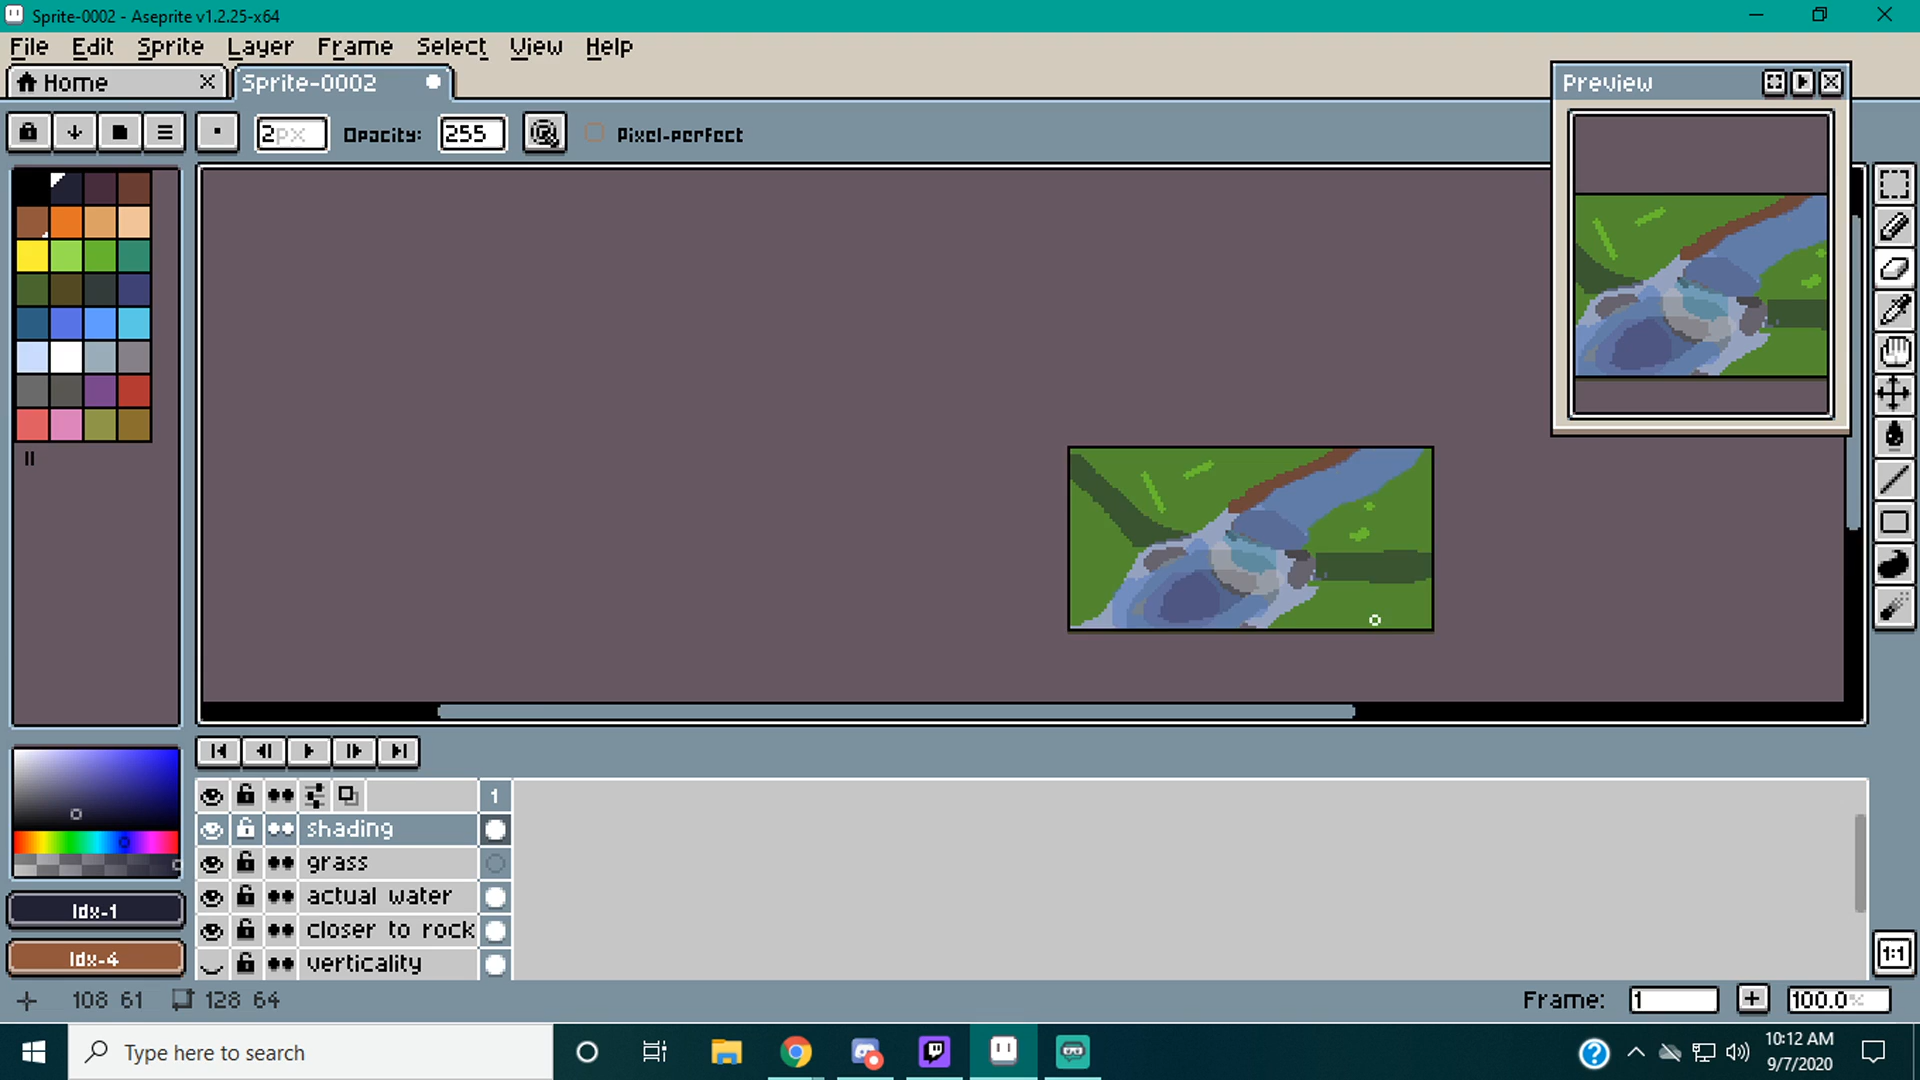 Sprite-0002 - Aseprite v1.2.25-x64
File Edit Sprite Layer Frame Select View Help
Home Sprite-0002
Preview
2px Opacity: 255 Pixel-perfect
1
shading
grass
actual water
closer to rock
verticality
Idx-1
Idx-4
1:1
108 61 128 64
Frame: 1 100.0%
Type here to search
10:12 AM
9/7/2020